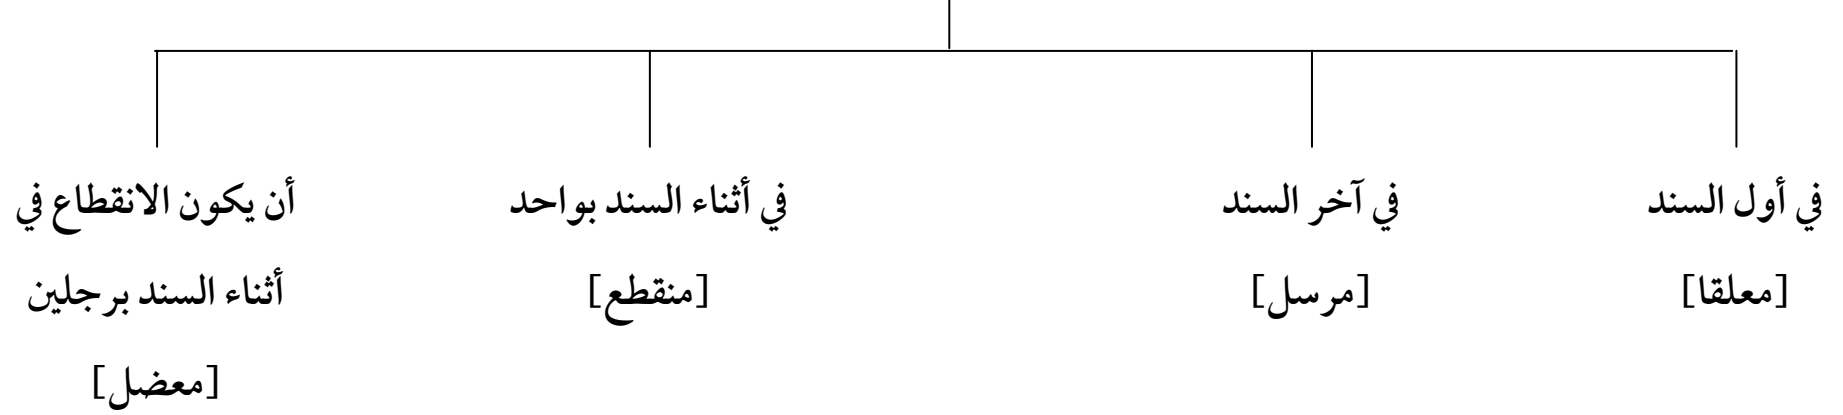 في أول السند
[معلقا]
في آخر السند
[مرسل]
في أثناء السند بواحد
[منقطع]
أن يكون الانقطاع في
أثناء السند برجلين
[معضل]